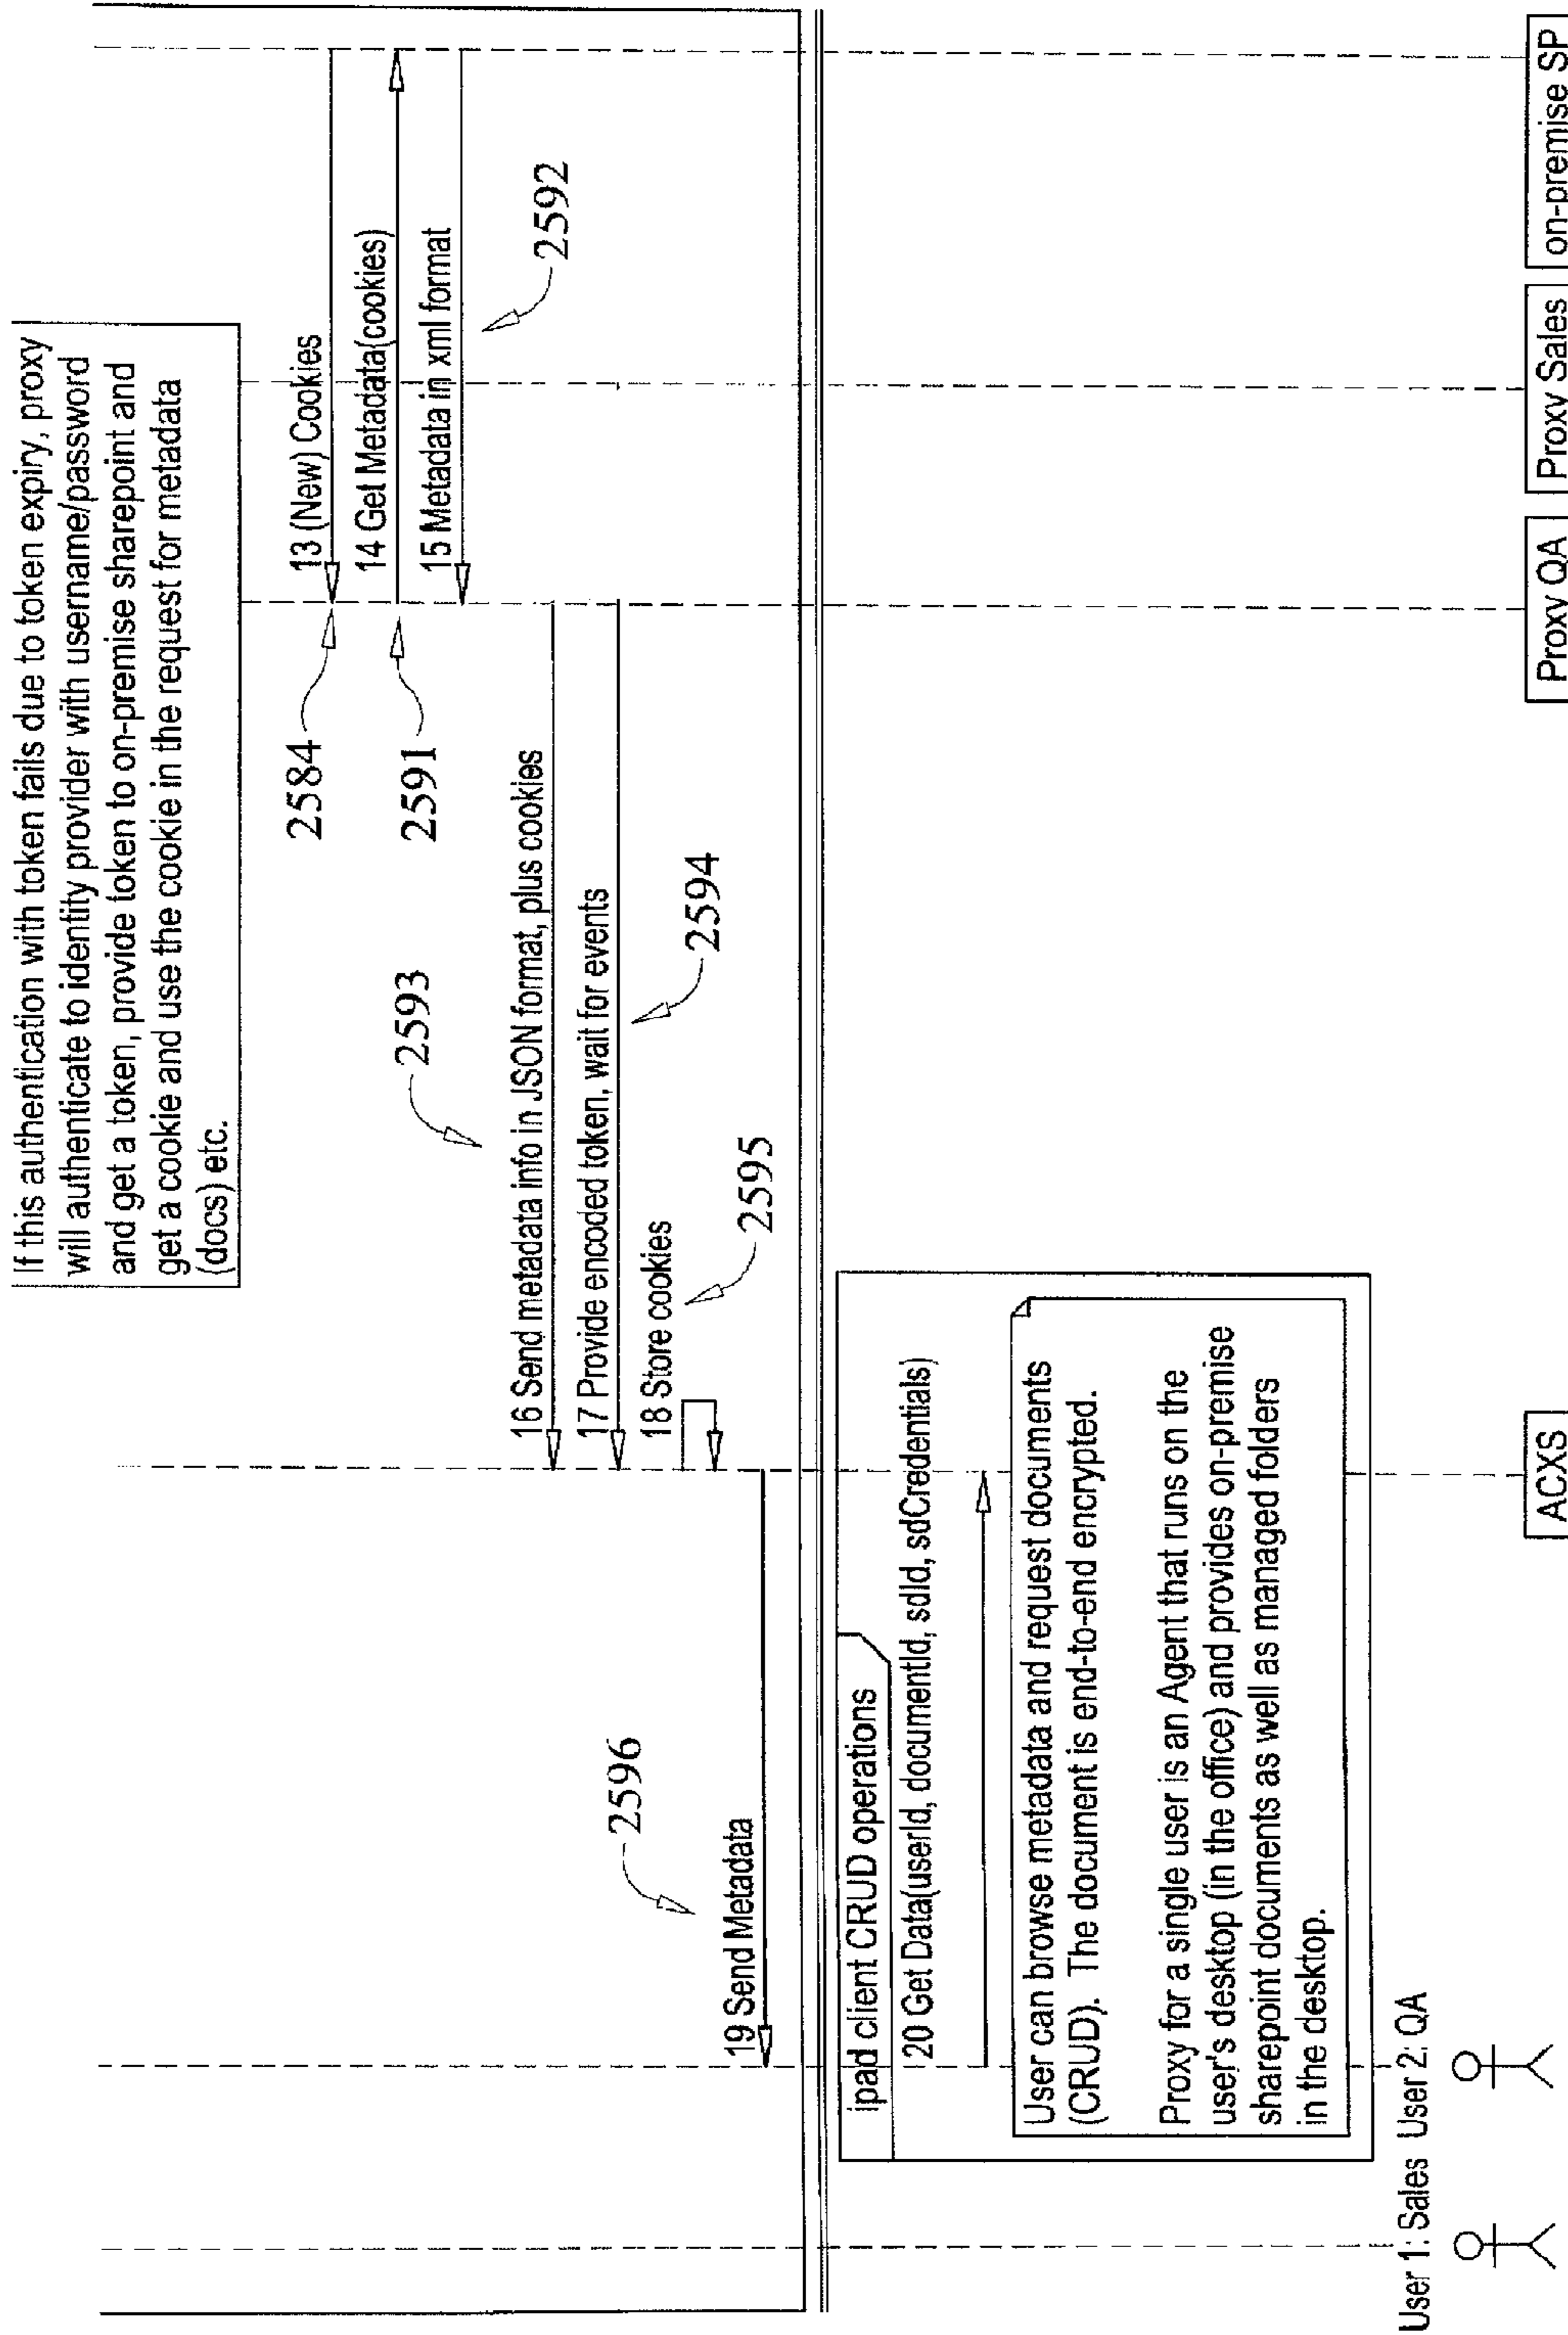 If this authentication with token fails due to token expiry, proxy
will authenticate to identity provider with username/password
and get a token, provide token to on-premise sharepoint and
get a cookie and use the cookie in the request for metadata
(docs) etc.
13 (New) Cookies
2584
14 Get Metadata(cookies)
2591
15 Metadata in xml format
2592
2593
16 Send metadata info in JSON format, plus cookies
17 Provide encoded token, wait for events
2594
18 Store cookies
2595
2596
19 Send Metadata
ipad client CRUD operations
20 Get Data(userId, documentId, sdId, sdCredentials)
User can browse metadata and request documents
(CRUD). The document is end-to-end encrypted.
Proxy for a single user is an Agent that runs on the
user's desktop (in the office) and provides on-premise
sharepoint documents as well as managed folders
in the desktop.
User 1: Sales User 2: QA
ACXS
Proxy QA
Proxy Sales
on-premise SP